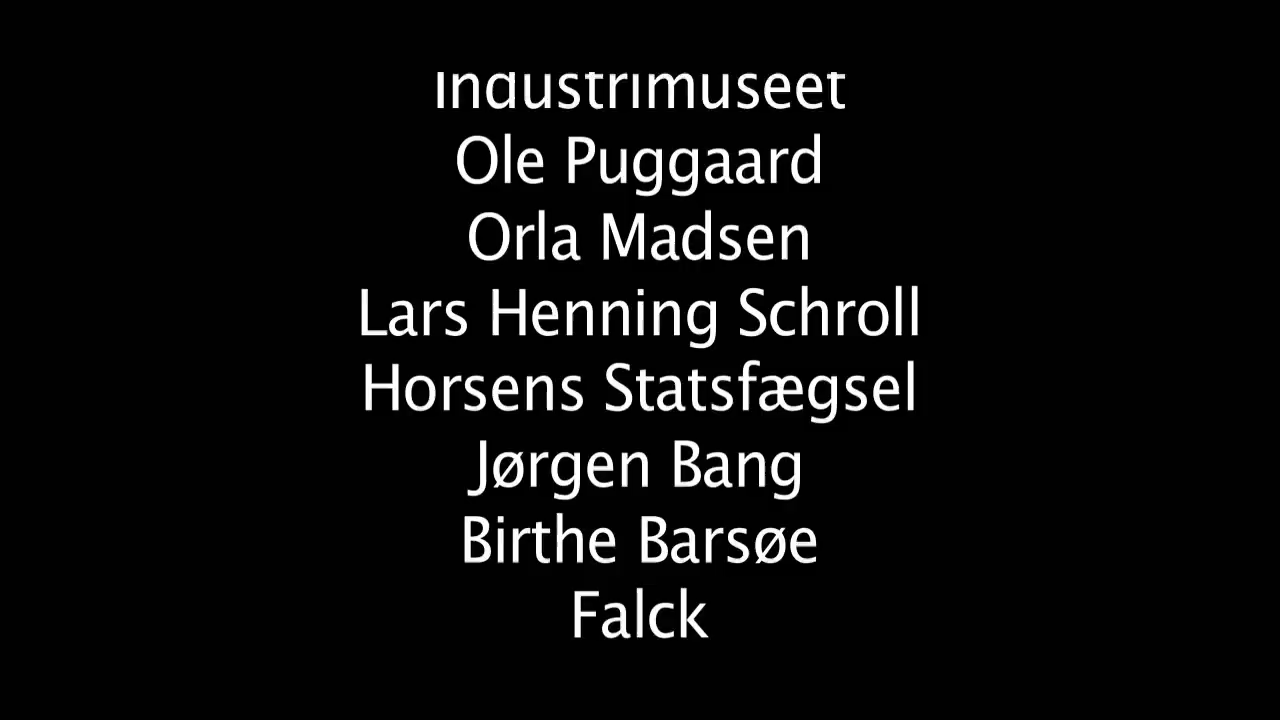 Industrimuseet
Ole Puggaard
Orla Madsen
Lars Henning Schroll
Horsens Statsfægsel
Jørgen Bang
Birthe Barsøe
Falck